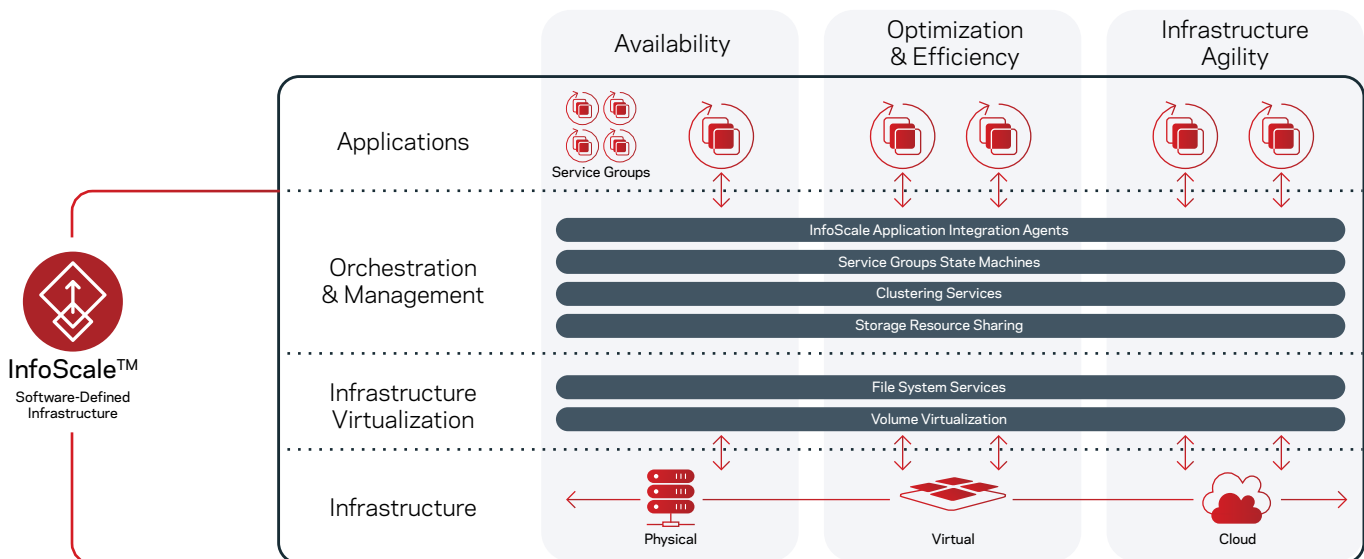 Availability
Optimization
& Efficiency
Infrastructure
Agility
Applications
Service Groups
InfoScale Application Integration Agents
Service Groups State Machines
Orchestration
& Management
Clustering Services
Storage Resource Sharing
InfoScale™
Software-Defined
Infrastructure
File System Services
Infrastructure
Virtualization
Volume Virtualization
Infrastructure
Physical
Virtual
Cloud